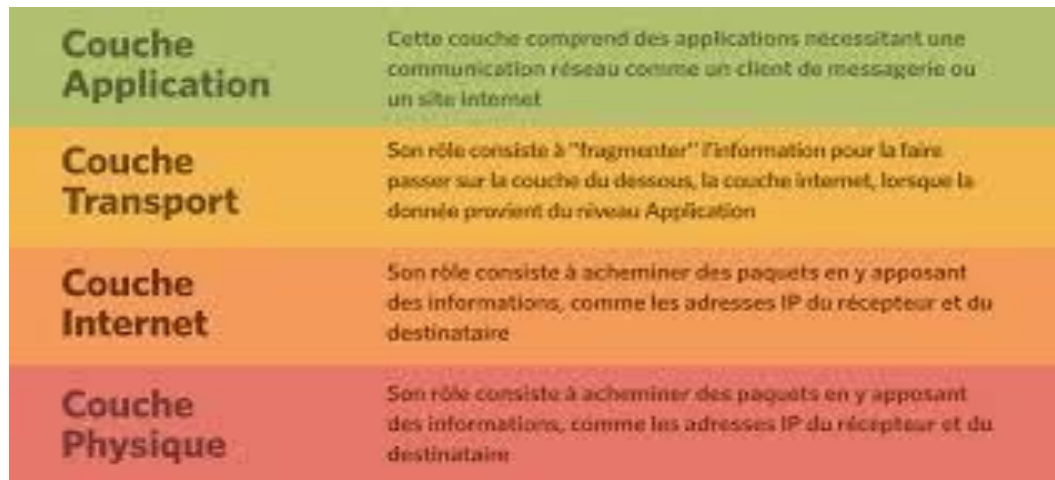 Couche
Application
Cette couche comprend des applications nécessitant une
communication réseau comme un client de messagerie ou
un site internet
Couche
Transport
Son rôle consiste à "fragmenter" l'information pour la faire
passer sur la couche du dessous, la couche internet, lorsque la
donnée provient du niveau Application
Couche
Internet
Son rôle consiste à acheminer des paquets en y apposant
des informations, comme les adresses IP du récepteur et du
destinataire
Couche
Physique
Son rôle consiste à acheminer des paquets en y apposant
des informations, comme les adresses IP du récepteur et du
destinataire